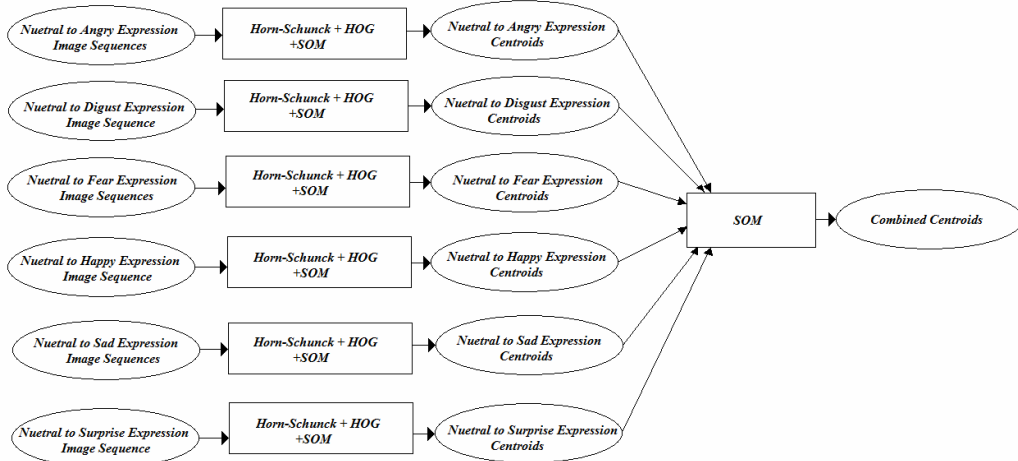 Nuetral to Angry Expression
Image Sequences
Horn-Schunck + HOG
+SOM
Nuetral to Angry Expression
Centroids
Nuetral to Digust Expression
Image Sequence
Horn-Schunck + HOG
+SOM
Nuetral to Disgust Expression
Centroids
Nuetral to Fear Expression
Image Sequences
Horn-Schunck + HOG
+SOM
Nuetral to Fear Expression
Centroids
SOM
Combined Centroids
Nuetral to Happy Expression
Image Sequence
Horn-Schunck + HOG
+SOM
Nuetral to Happy Expression
Centroids
Nuetral to Sad Expression
Image Sequences
Horn-Schunck + HOG
+SOM
Nuetral to Sad Expression
Centroids
Nuetral to Surprise Expression
Image Sequence
Horn-Schunck + HOG
+SOM
Nuetral to Surprise Expression
Centroids